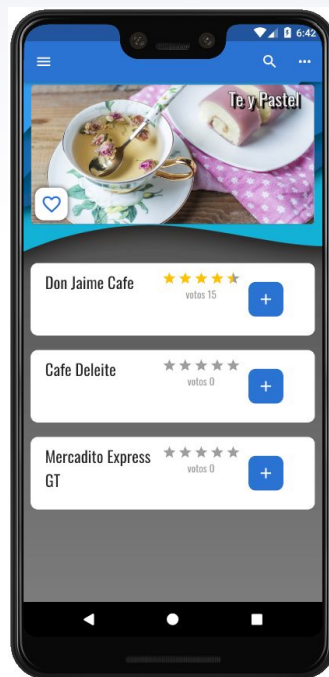 6:42
Te y Pastel
Don Jaime Cafe
votos 15
Cafe Deleite
votos 0
Mercadito Express
GT
votos 0